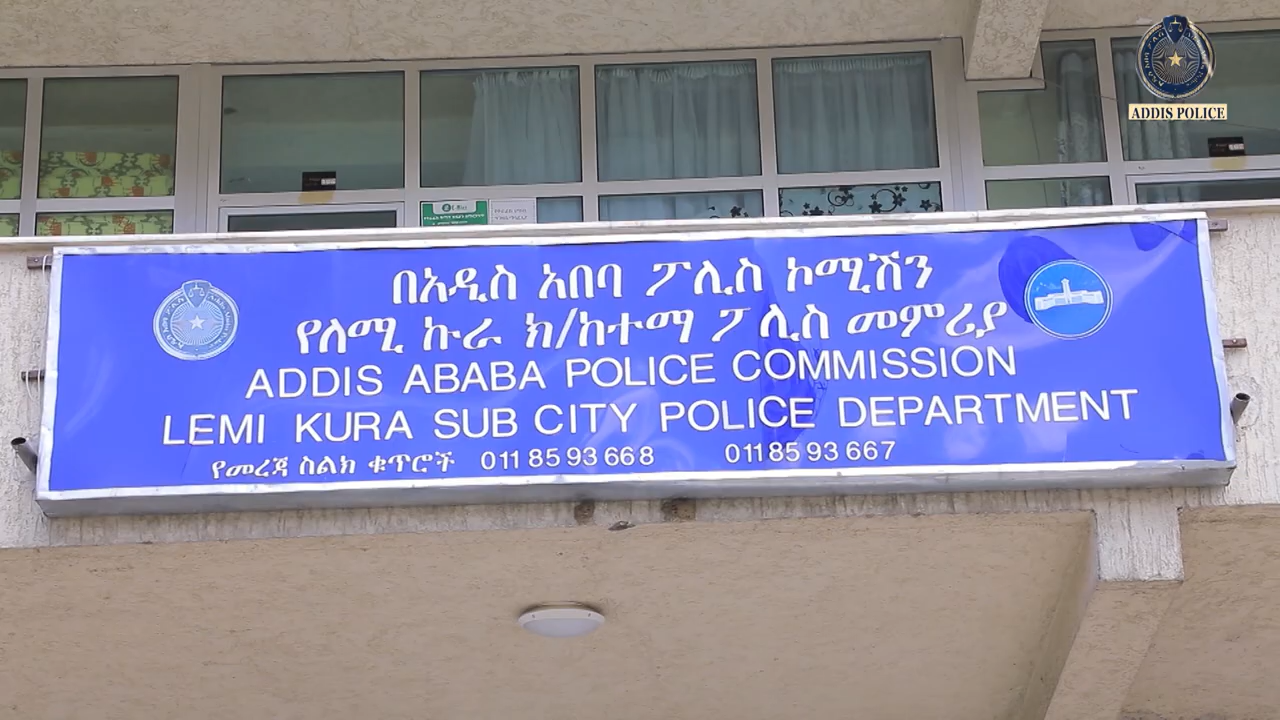 ADDIS POLICE
በአዲስ አበባ ፖሊስ ኮሚሽን
የለሚ ኩራ ክ/ከተማ ፖሊስ መምሪያ
ADDIS ABABA POLICE COMMISSION
LEMI KURA SUB CITY POLICE DEPARTMENT
የመረጃ ስልክ ቁጥሮች 011 85 93 668 011 85 93 667